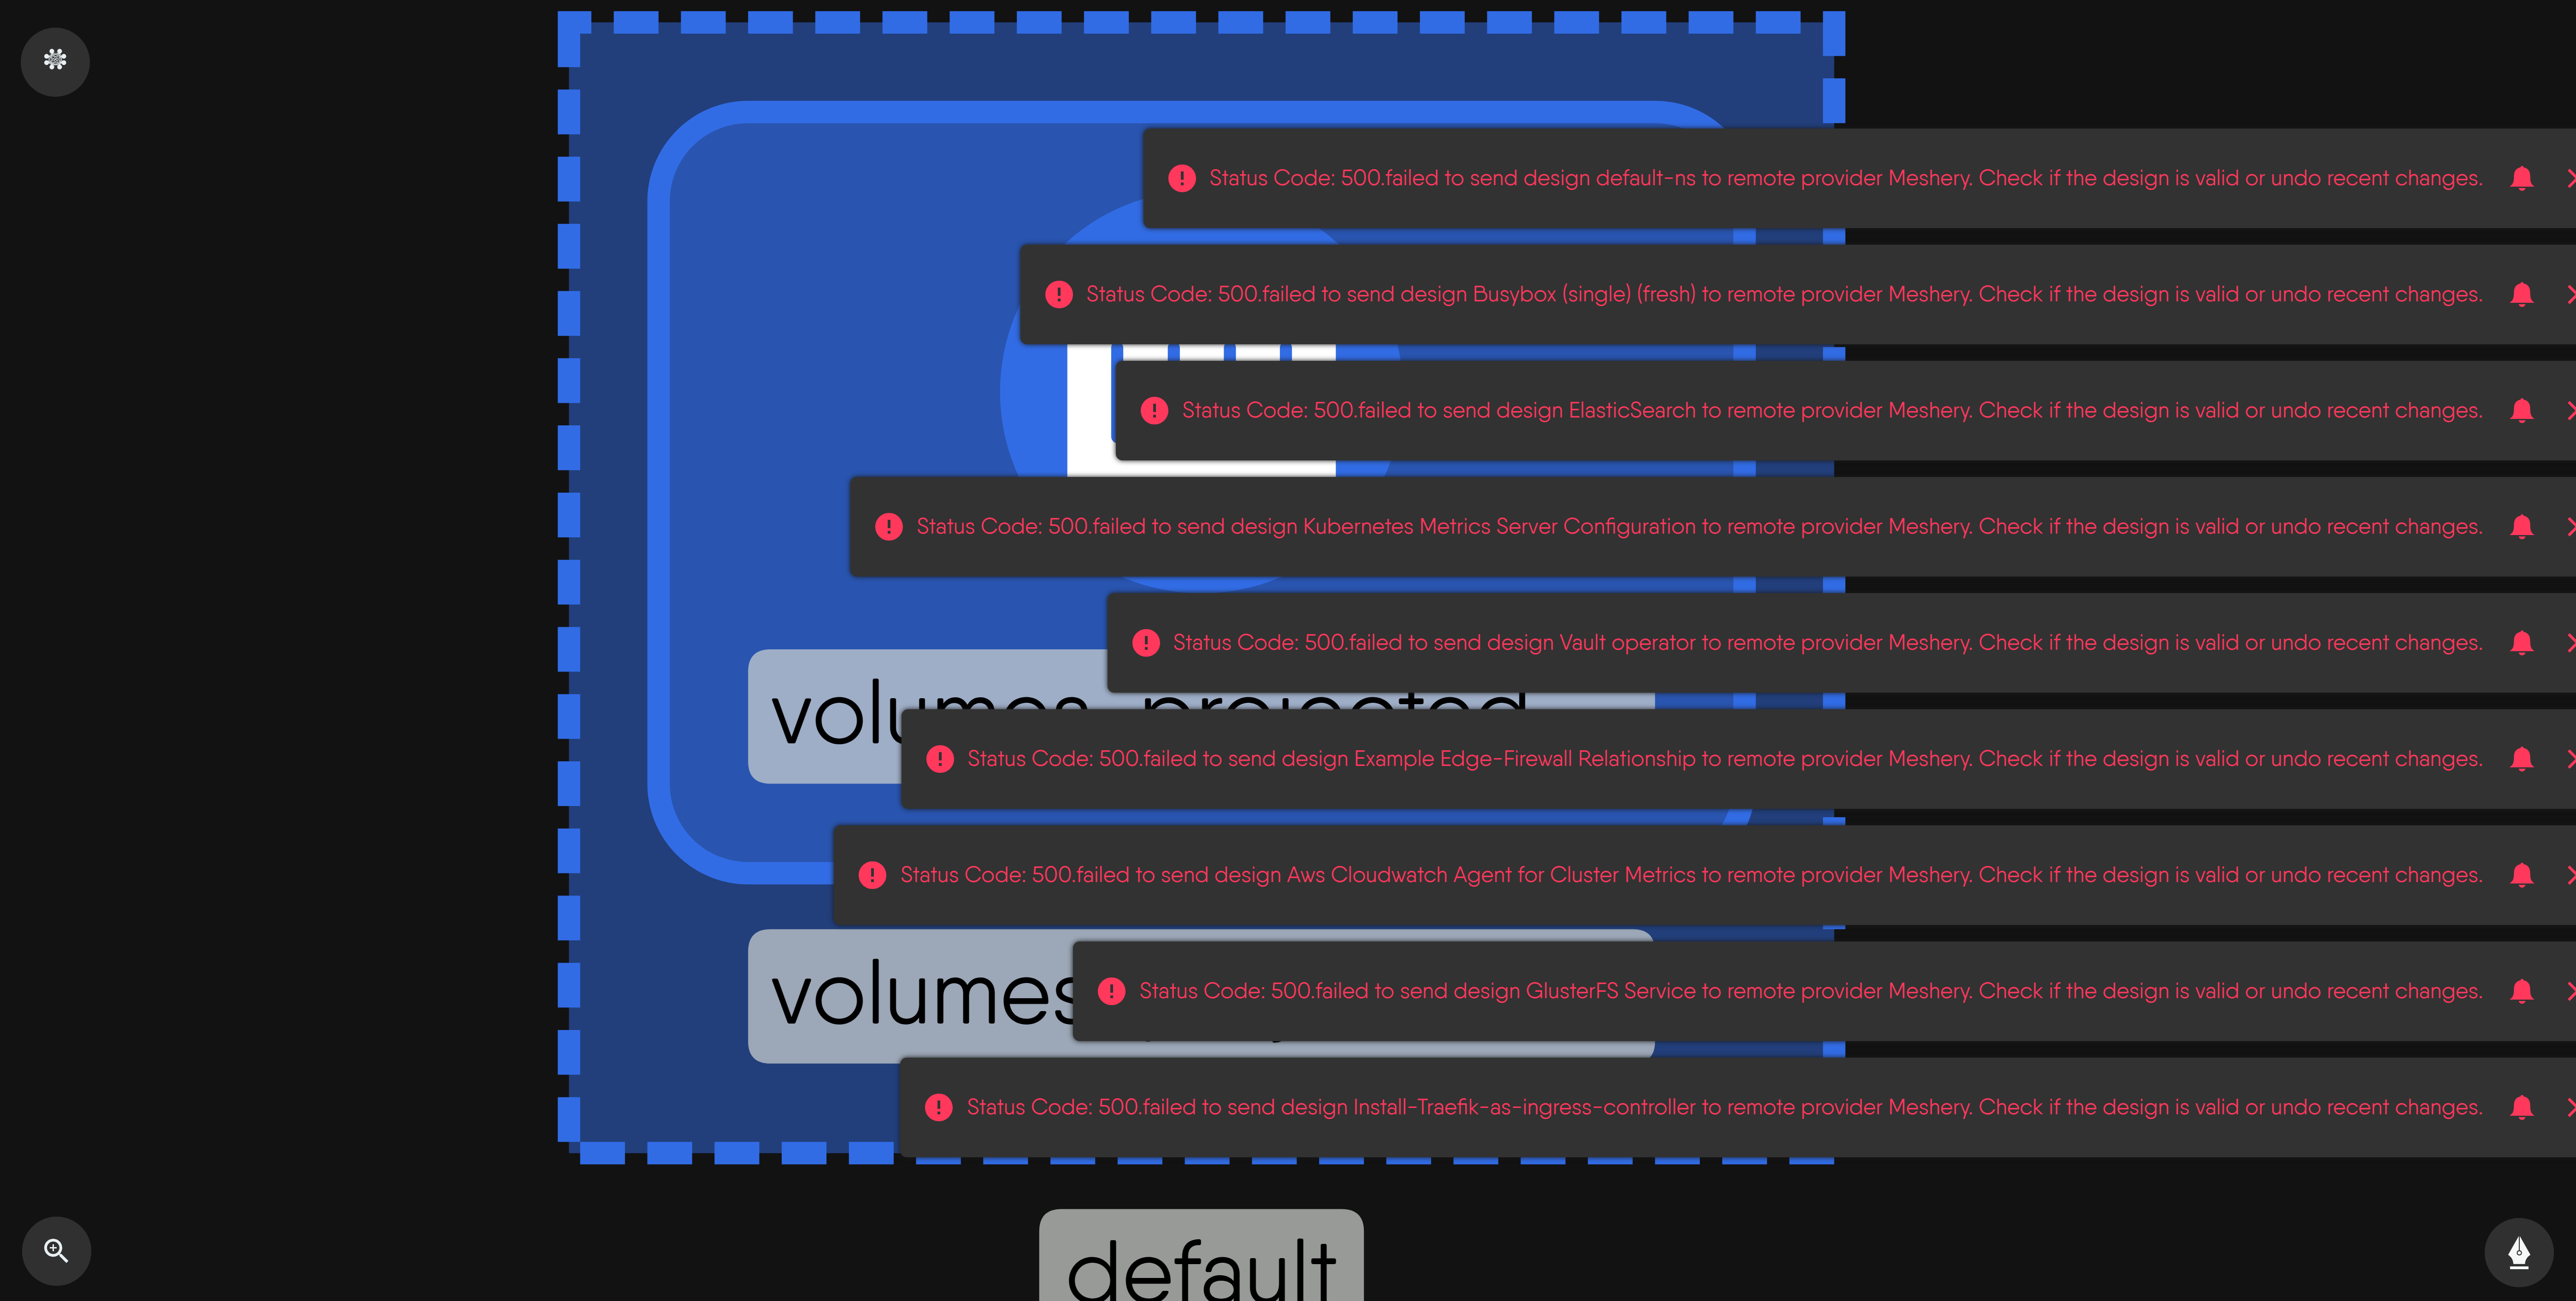 Status Code: 500.failed to send design default-ns to remote provider Meshery. Check if the design is valid or undo recent changes.
Status Code: 500.failed to send design Busybox (single) (fresh) to remote provider Meshery. Check if the design is valid or undo recent changes.
Status Code: 500.failed to send design ElasticSearch to remote provider Meshery. Check if the design is valid or undo recent changes.
Status Code: 500.failed to send design Kubernetes Metrics Server Configuration to remote provider Meshery. Check if the design is valid or undo recent changes.
Status Code: 500.failed to send design Vault operator to remote provider Meshery. Check if the design is valid or undo recent changes.
volumes-projected
Status Code: 500.failed to send design Example Edge-Firewall Relationship to remote provider Meshery. Check if the design is valid or undo recent changes.
Status Code: 500.failed to send design Aws Cloudwatch Agent for Cluster Metrics to remote provider Meshery. Check if the design is valid or undo recent changes.
volumes
Status Code: 500.failed to send design GlusterFS Service to remote provider Meshery. Check if the design is valid or undo recent changes.
Status Code: 500.failed to send design Install-Traefik-as-ingress-controller to remote provider Meshery. Check if the design is valid or undo recent changes.
default